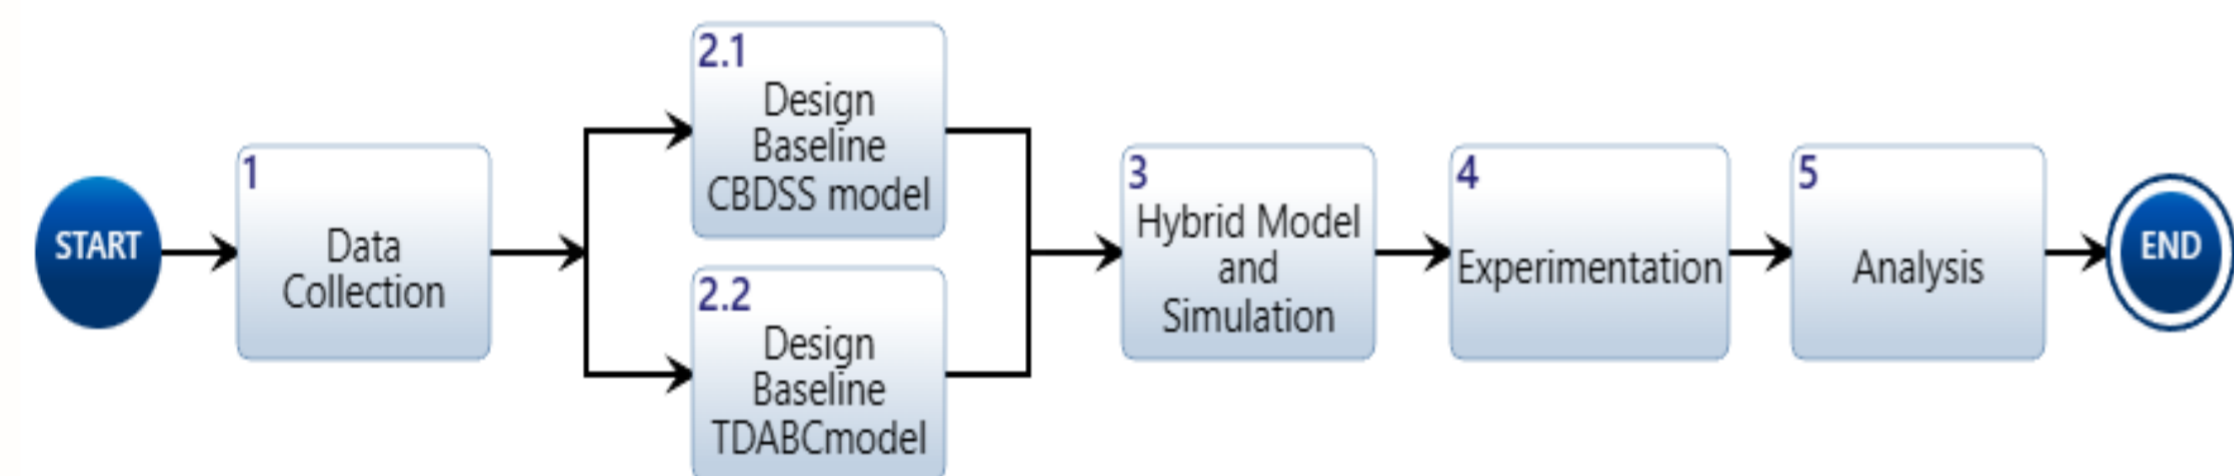 START
1
Data
Collection
2.1
Design
Baseline
CBDSS model
2.2
Design
Baseline
TDABCmodel
3
Hybrid Model
and
Simulation
4
Experimentation
5
Analysis
END